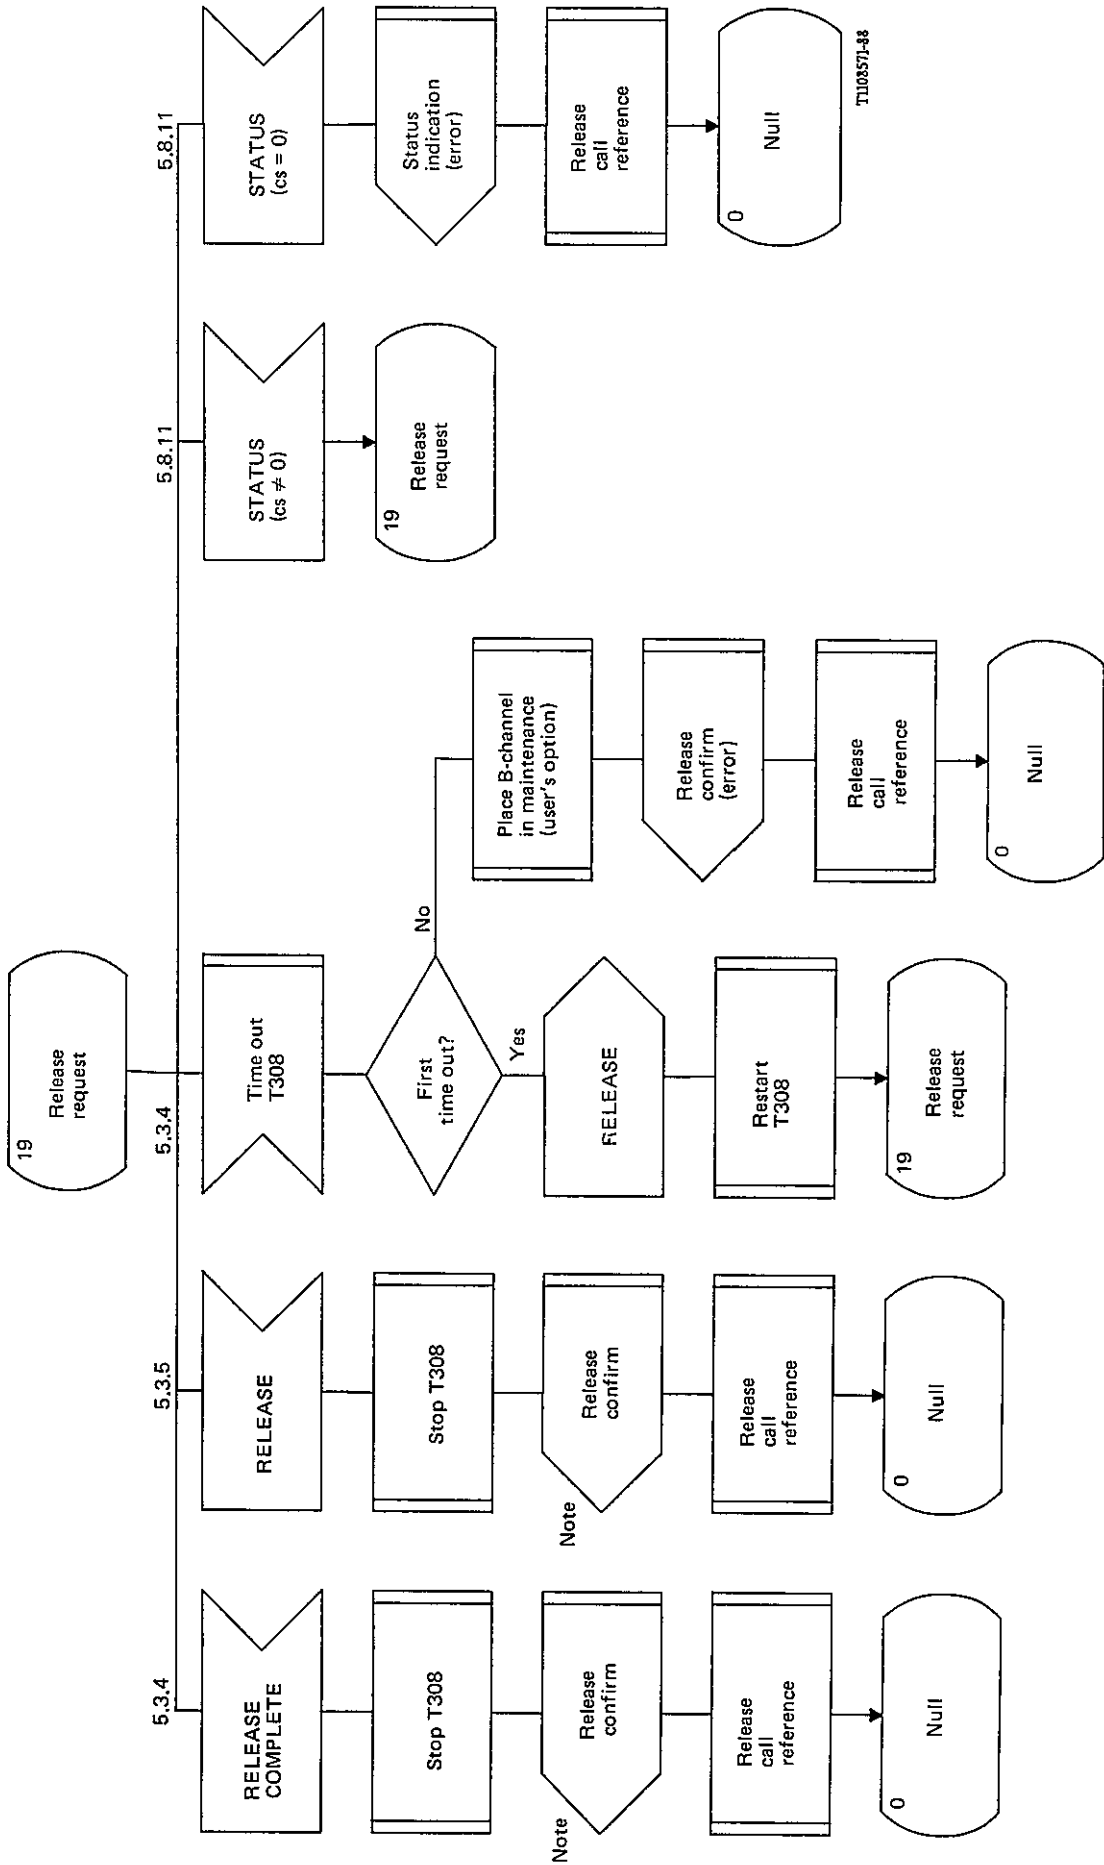 19
Release
request
5.3.4
RELEASE
COMPLETE
Stop T308
Note
Release
confirm
Release
call
reference
0
Null
5.3.5
RELEASE
Stop T308
Note
Release
confirm
Release
call
reference
0
Null
5.3.4
Time out
T308
First
time out?
Yes
No
RELEASE
Restart
T308
19
Release
request
Place B-channel
in maintenance
(user's option)
Release
confirm
(error)
Release
call
reference
0
Null
5.8.11
STATUS
(cs ≠ 0)
19
Release
request
5.8.11
STATUS
(cs = 0)
Status
indication
(error)
Release
call
reference
0
Null
T1108571-88